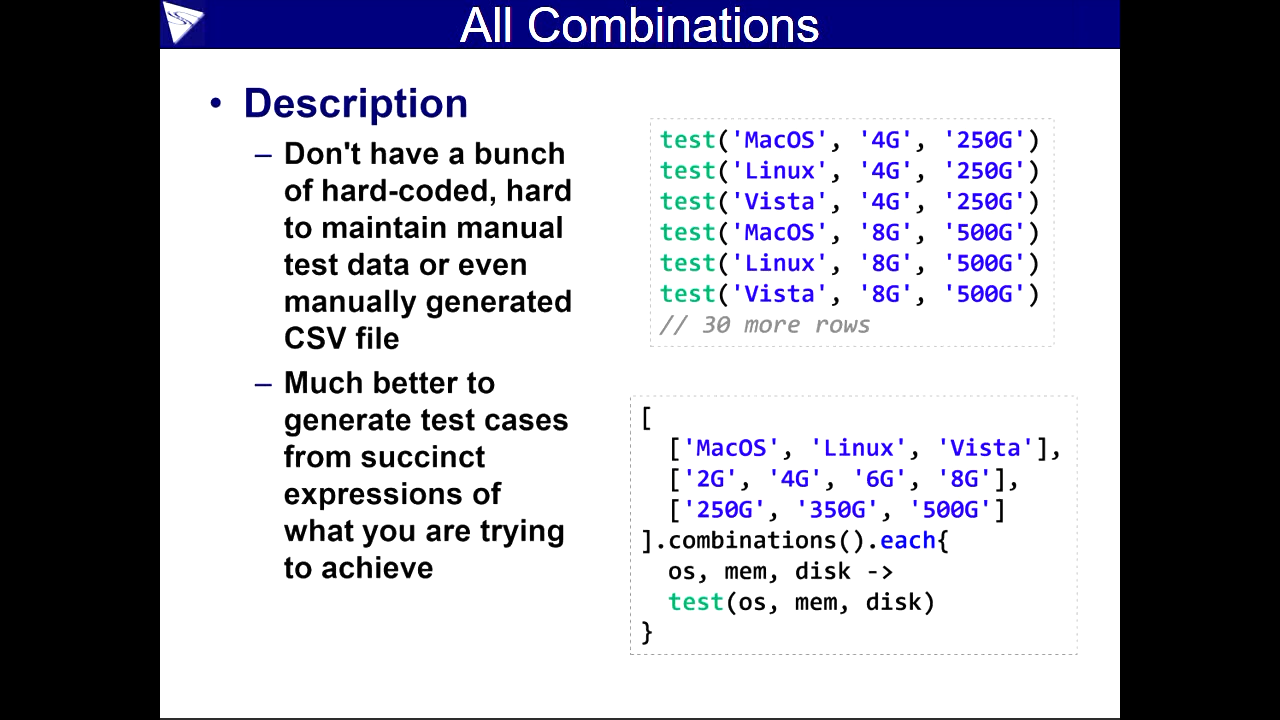 All Combinations
• Description
– Don't have a bunch
of hard-coded, hard
to maintain manual
test data or even
manually generated
CSV file
– Much better to
generate test cases
from succinct
expressions of
what you are trying
to achieve
test('MacOS', '4G', '250G')
test('Linux', '4G', '250G')
test('Vista', '4G', '250G')
test('MacOS', '8G', '500G')
test('Linux', '8G', '500G')
test('Vista', '8G', '500G')
// 30 more rows
[
['MacOS', 'Linux', 'Vista'],
['2G', '4G', '6G', '8G'],
['250G', '350G', '500G']
].combinations().each{
os, mem, disk ->
test(os, mem, disk)
}